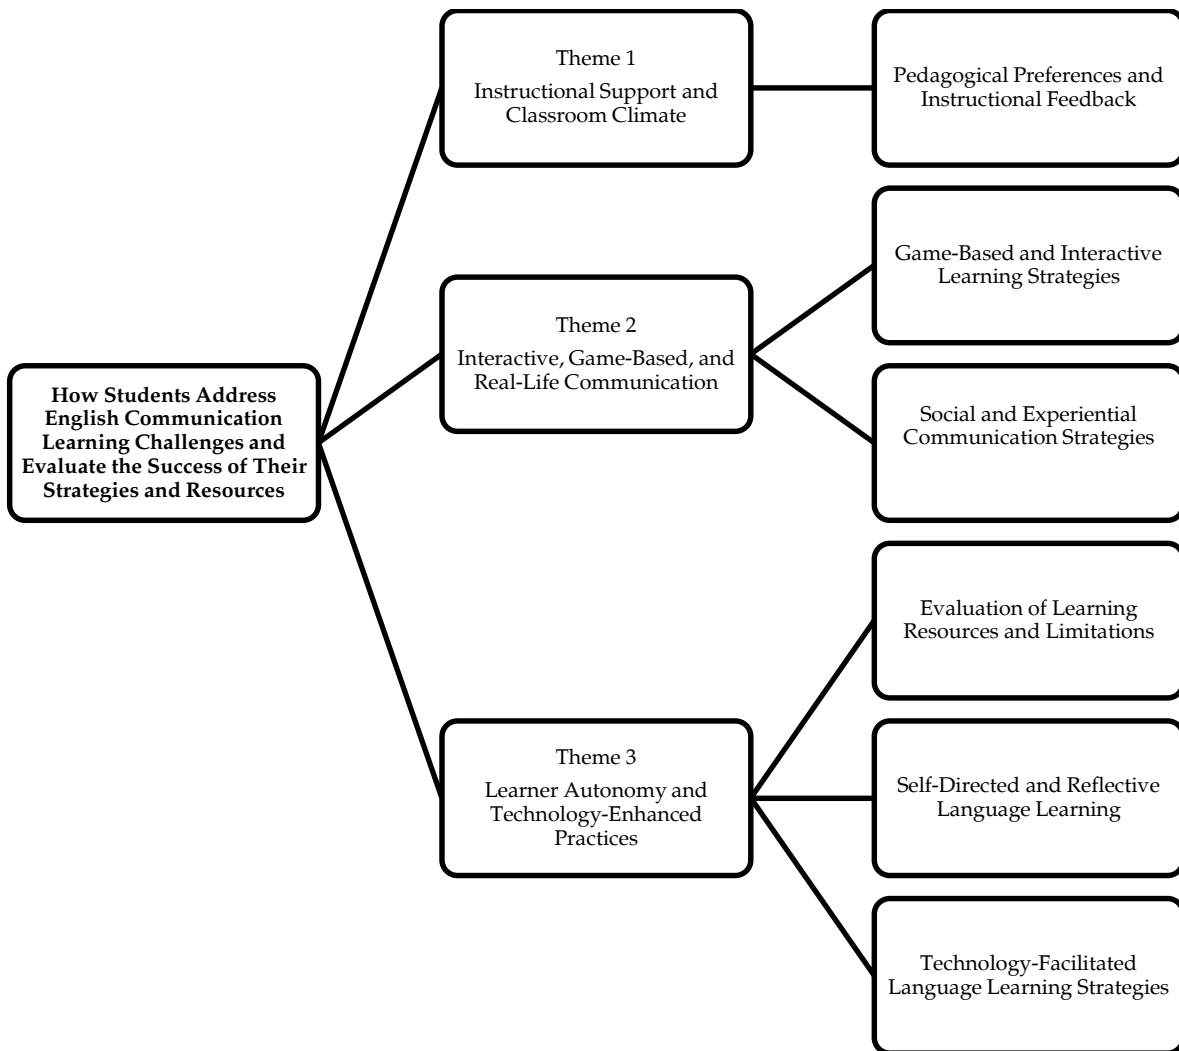 How Students Address
English Communication
Learning Challenges and
Evaluate the Success of Their
Strategies and Resources
Theme 1
Instructional Support and
Classroom Climate
Pedagogical Preferences and
Instructional Feedback
Theme 2
Interactive, Game-Based, and
Real-Life Communication
Game-Based and Interactive
Learning Strategies
Social and Experiential
Communication Strategies
Theme 3
Learner Autonomy and
Technology-Enhanced
Practices
Evaluation of Learning
Resources and Limitations
Self-Directed and Reflective
Language Learning
Technology-Facilitated
Language Learning Strategies